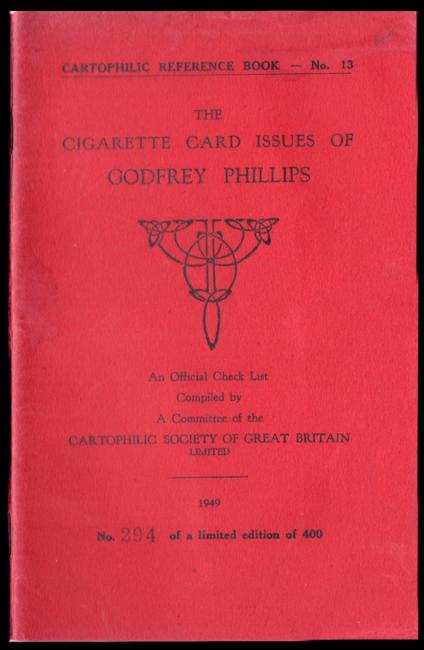 CARTOPHILIC REFERENCE BOOK — No. 13
THE
CIGARETTE CARD ISSUES OF
GODFREY PHILLIPS
An Official Check List
Compiled by
A Committee of the
CARTOPHILIC SOCIETY OF GREAT BRITAIN
LIMITED
1949
No. 294 of a limited edition of 400